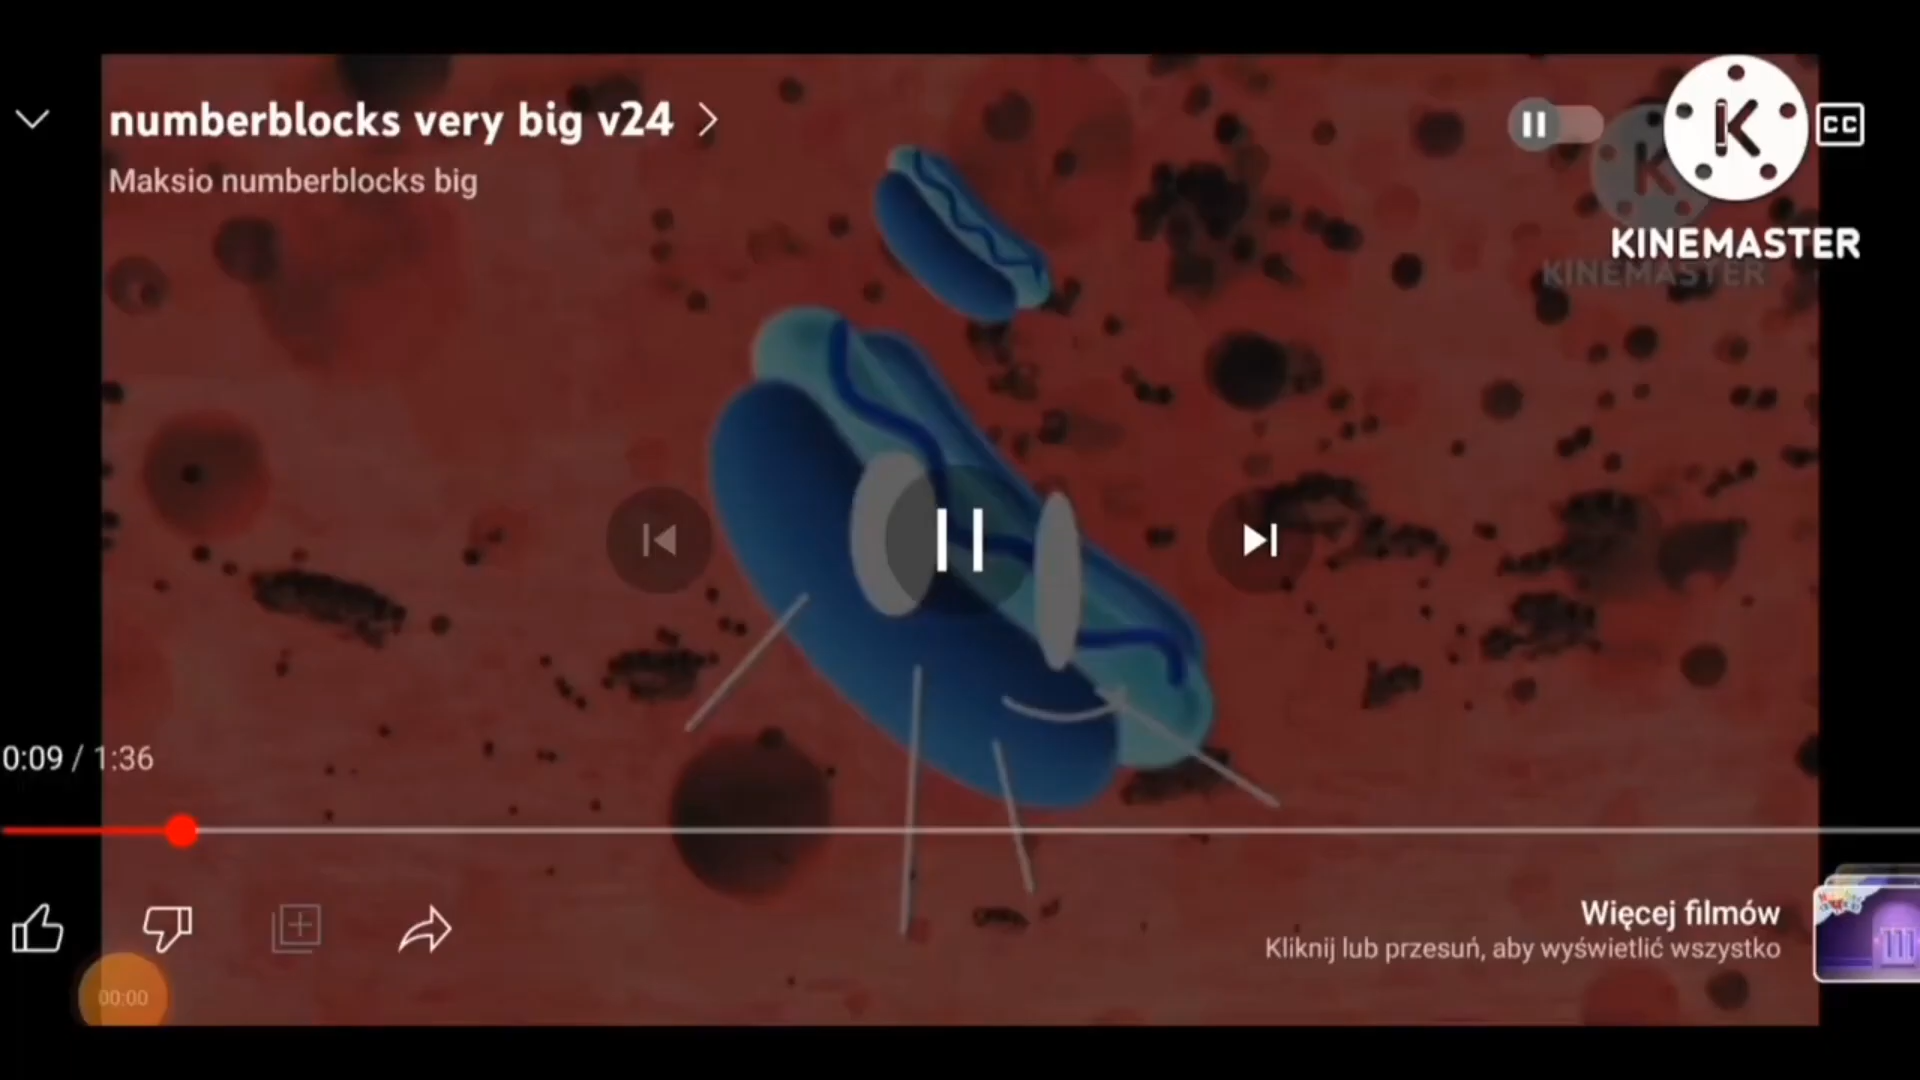 numberblocks very big v24
Maksio numberblocks big
CC
K
K
KINEMASTER
KINEMASTER
0:09 / 1:36
Więcej filmów
Kliknij lub przesuń, aby wyświetlić wszystko
00:00